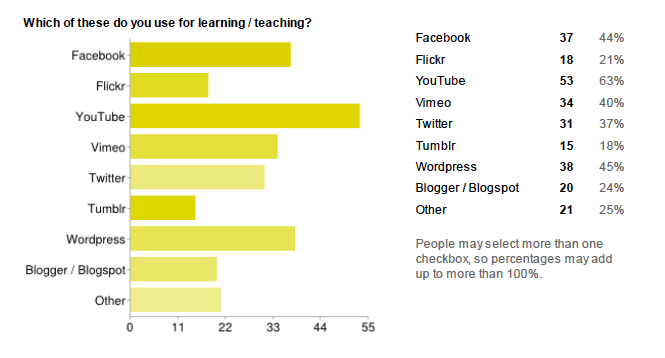 Which of these do you use for learning / teaching?
Facebook
Flickr
YouTube
Vimeo
Twitter
Tumblr
Wordpress
Blogger / Blogspot
Other
0 11 22 33 44 55
Facebook 37 44%
Flickr 18 21%
YouTube 53 63%
Vimeo 34 40%
Twitter 31 37%
Tumblr 15 18%
Wordpress 38 45%
Blogger / Blogspot 20 24%
Other 21 25%
People may select more than one
checkbox, so percentages may add
up to more than 100%.